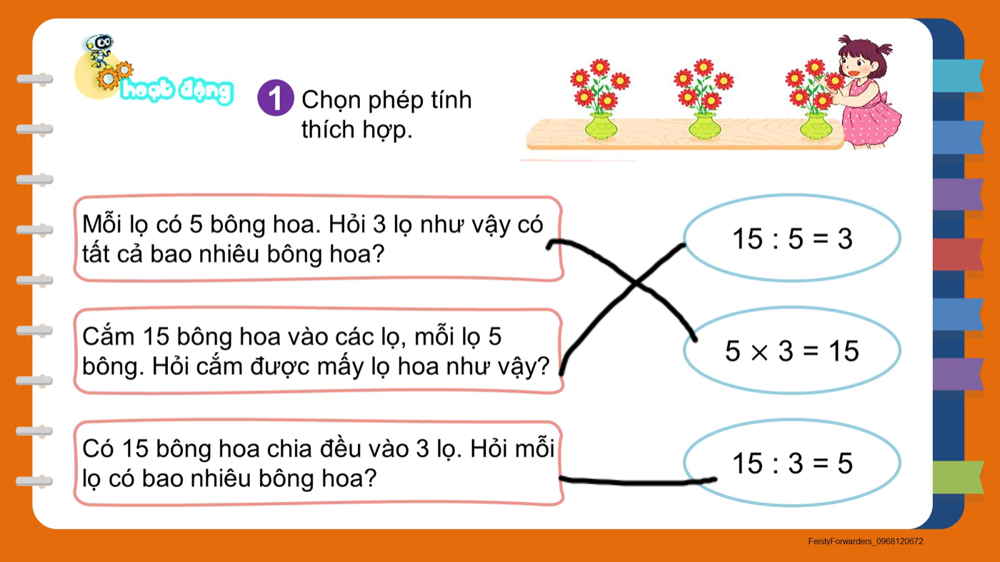 hoạt động
1 Chọn phép tính
thích hợp.
Mỗi lọ có 5 bông hoa. Hỏi 3 lọ như vậy có
tất cả bao nhiêu bông hoa?
15 : 5 = 3
Cắm 15 bông hoa vào các lọ, mỗi lọ 5
bông. Hỏi cắm được mấy lọ hoa như vậy?
5 × 3 = 15
Có 15 bông hoa chia đều vào 3 lọ. Hỏi mỗi
lọ có bao nhiêu bông hoa?
15 : 3 = 5
FeistyForwarders_0968120672